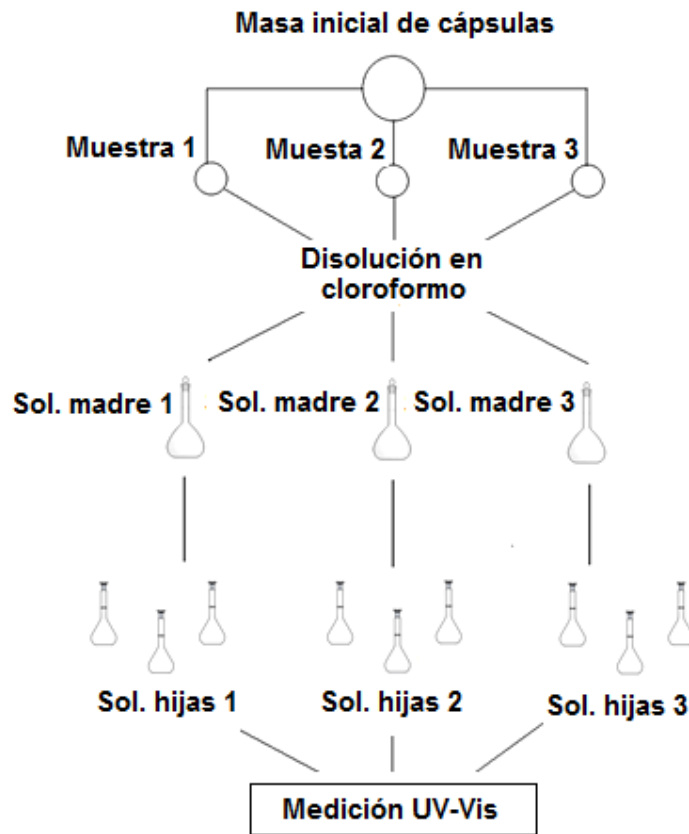 Masa inicial de cápsulas
Muestra 1
Muesta 2
Muestra 3
Disolución en
cloroformo
Sol. madre 1
Sol. madre 2
Sol. madre 3
Sol. hijas 1
Sol. hijas 2
Sol. hijas 3
Medición UV-Vis